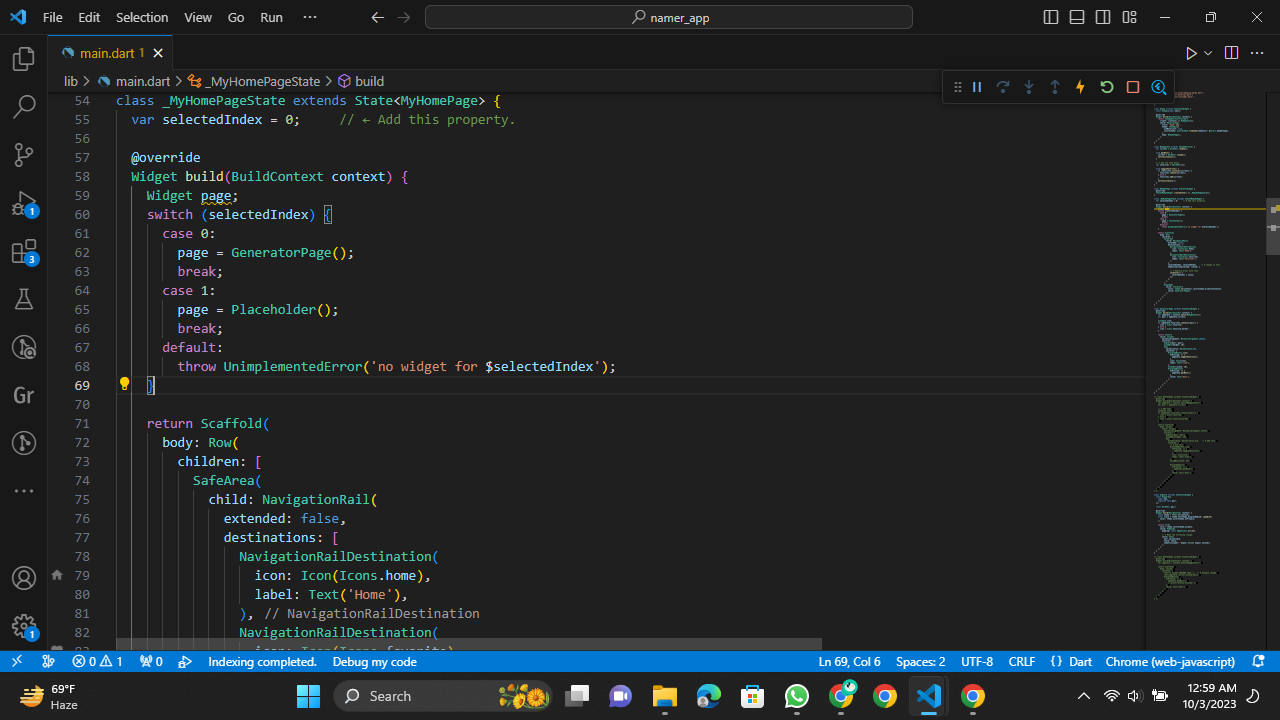 File Edit Selection View Go Run ···
namer_app
main.dart 1
lib > main.dart > _MyHomePageState > build
54 class _MyHomePageState extends State<MyHomePage> {
55 var selectedIndex = 0;     // ← Add this property.
56
57 @override
58 Widget build(BuildContext context) {
59 Widget page;
60 switch (selectedIndex) {
61 case 0:
62 page = GeneratorPage();
63 break;
64 case 1:
65 page = Placeholder();
66 break;
67 default:
68 throw UnimplementedError('no widget for $selectedIndex');
69 }
70
71 return Scaffold(
72 body: Row(
73 children: [
74 SafeArea(
75 child: NavigationRail(
76 extended: false,
77 destinations: [
78 NavigationRailDestination(
79 icon: Icon(Icons.home),
80 label: Text('Home'),
81 ), // NavigationRailDestination
82 NavigationRailDestination(
1
3
Gr
1
0 1 0 Indexing completed. Debug my code Ln 69, Col 6 Spaces: 2 UTF-8 CRLF {} Dart Chrome (web-javascript)
69°F
Haze
Search
12:59 AM
10/3/2023